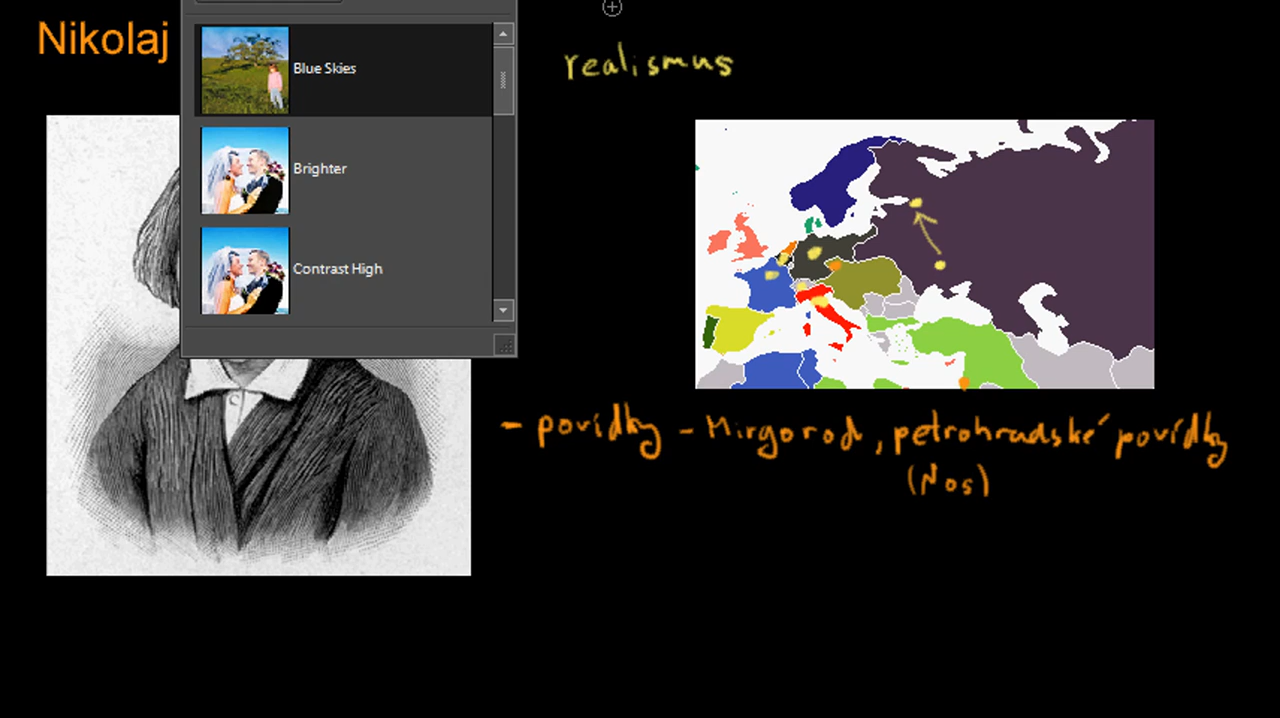 Nikolaj
Blue Skies
Brighter
Contrast High
realismus
- povídky - Mirgorod, petrohradské povídky
(Nos)